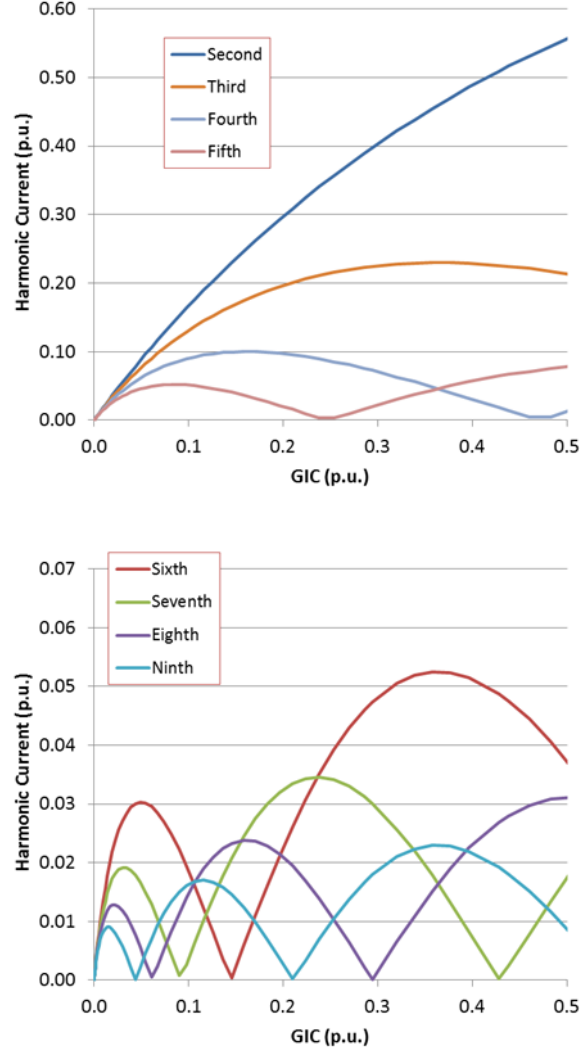 0.60
0.50
0.40
0.30
0.20
0.10
0.00
Harmonic Current (p.u.)
Second
Third
Fourth
Fifth
0.0 0.1 0.2 0.3 0.4 0.5
GIC (p.u.)
0.07
0.06
0.05
0.04
0.03
0.02
0.01
0.00
Harmonic Current (p.u.)
Sixth
Seventh
Eighth
Ninth
0.0 0.1 0.2 0.3 0.4 0.5
GIC (p.u.)